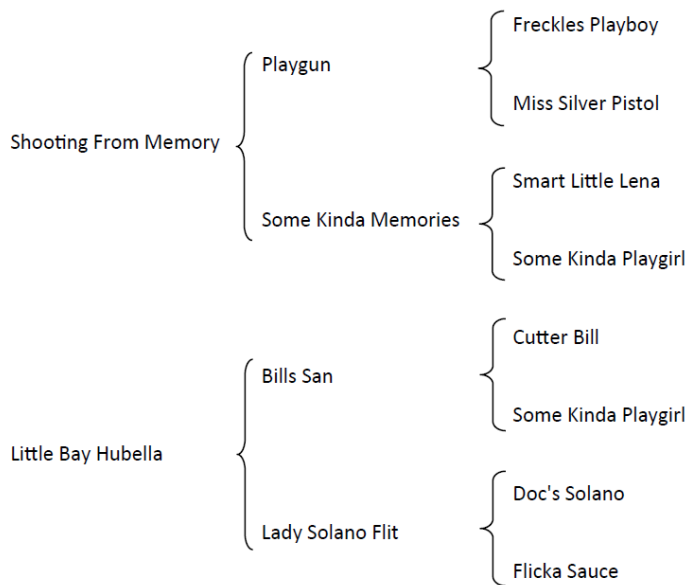 Freckles Playboy
Playgun
Miss Silver Pistol
Shooting From Memory
Smart Little Lena
Some Kinda Memories
Some Kinda Playgirl
Cutter Bill
Bills San
Some Kinda Playgirl
Little Bay Hubella
Doc's Solano
Lady Solano Flit
Flicka Sauce